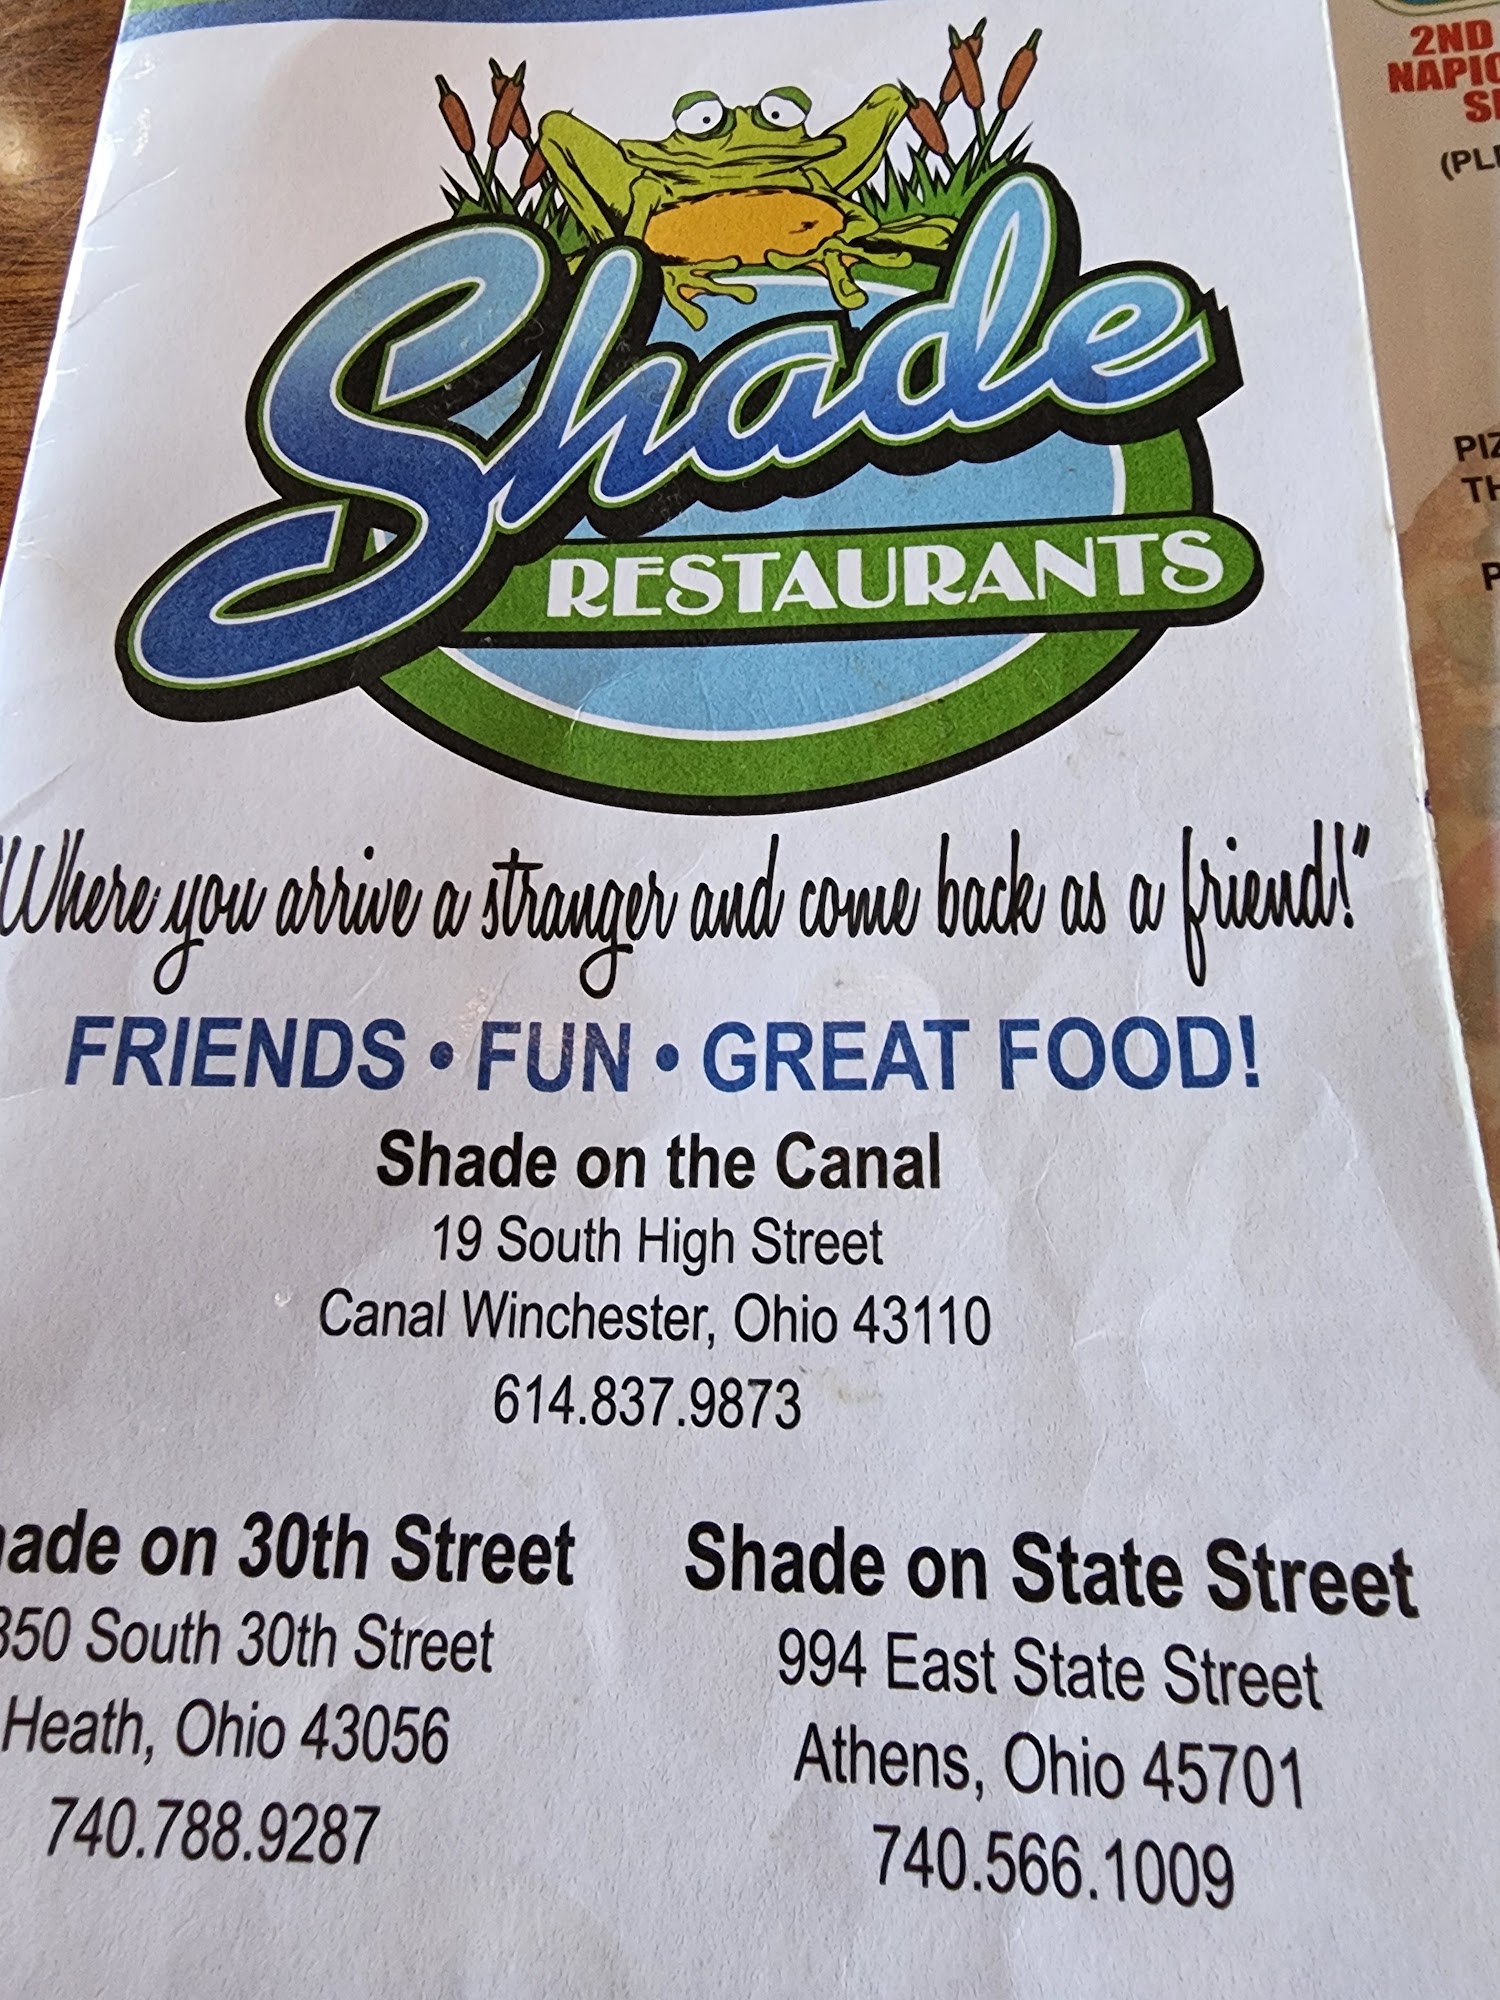 Shade
RESTAURANTS
"Where you arrive a stranger and come back as a friend!"
FRIENDS • FUN • GREAT FOOD!
Shade on the Canal
19 South High Street
Canal Winchester, Ohio 43110
614.837.9873
on 30th Street
South 30th Street
Heath, Ohio 43056
740.788.9287
Shade on State Street
994 East State Street
Athens, Ohio 45701
740.566.1009
2ND